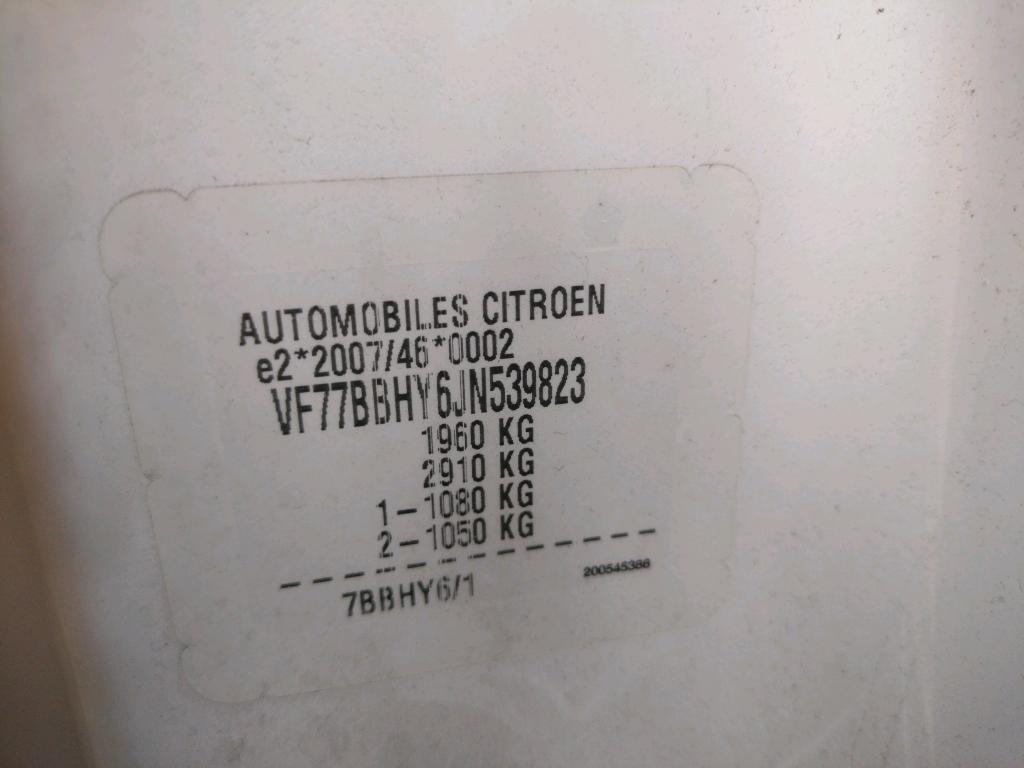 AUTOMOBILES CITROEN
e2*2007/46*0002
VF77BBHY6JN539823
1960 KG
2910 KG
1-1080 KG
2-1050 KG
7BBHY6/1
200545386